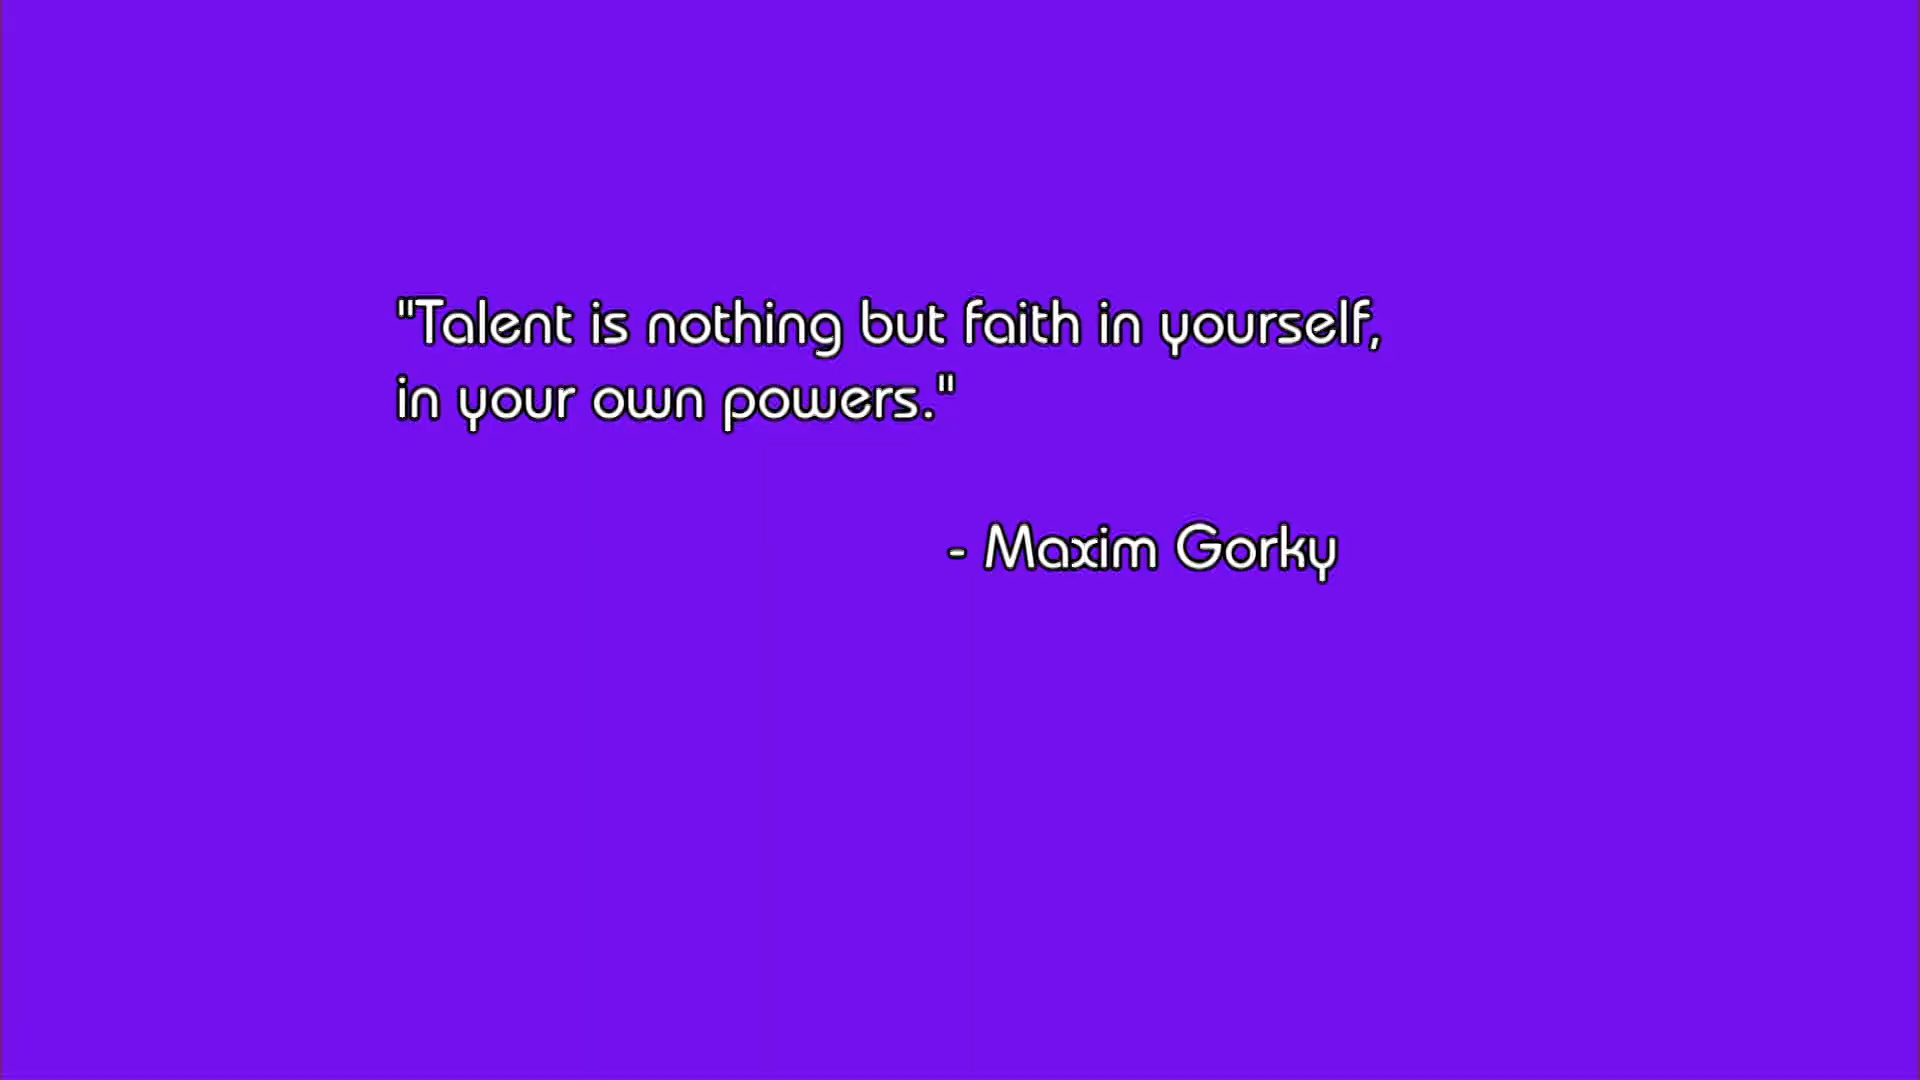 "Talent is nothing but faith in yourself,
in your own powers."
- Maxim Gorky